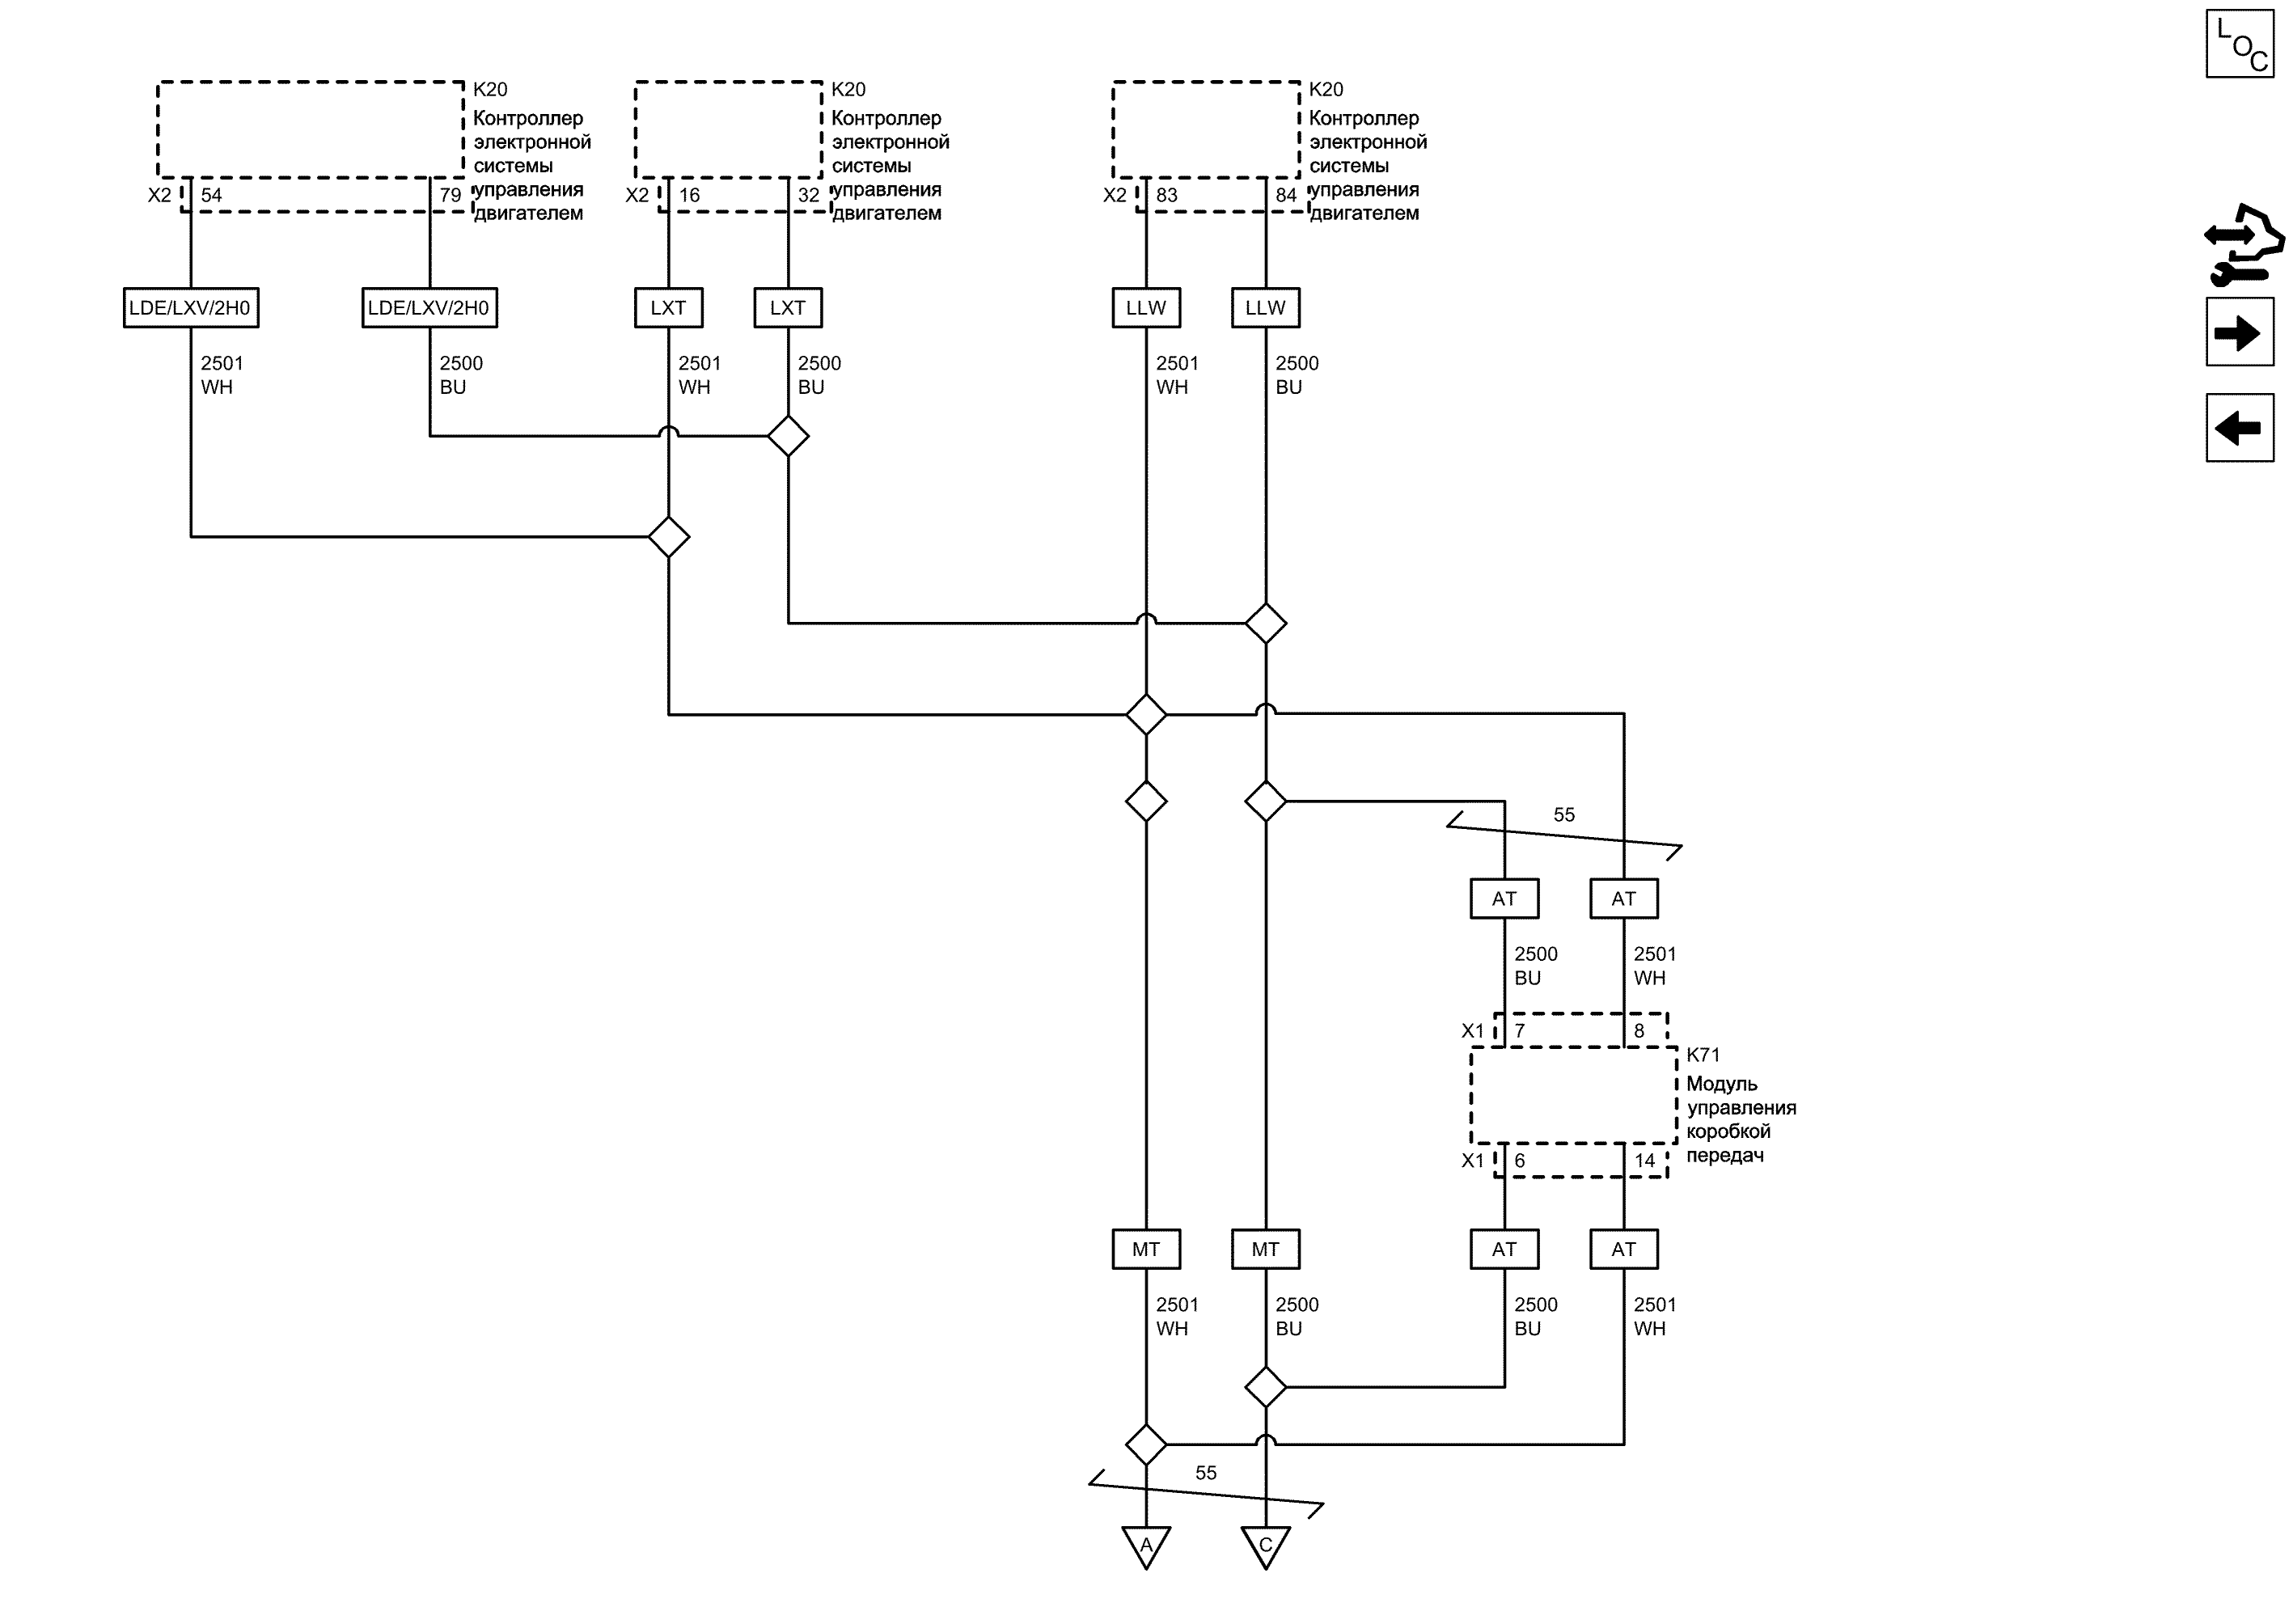 L
O
C
K20
Контроллер
электронной
системы
управления
двигателем
X2 54 79
K20
Контроллер
электронной
системы
управления
двигателем
X2 16 32
K20
Контроллер
электронной
системы
управления
двигателем
X2 83 84
LDE/LXV/2H0 LDE/LXV/2H0 LXT LXT LLW LLW
2501 2500 2501 2500 2501 2500
WH BU WH BU WH BU
55
AT AT
2500 2501
BU WH
X1 7 8
K71
Модуль
управления
коробкой
передач
X1 6 14
MT MT AT AT
2501 2500 2500 2501
WH BU BU WH
55
A C